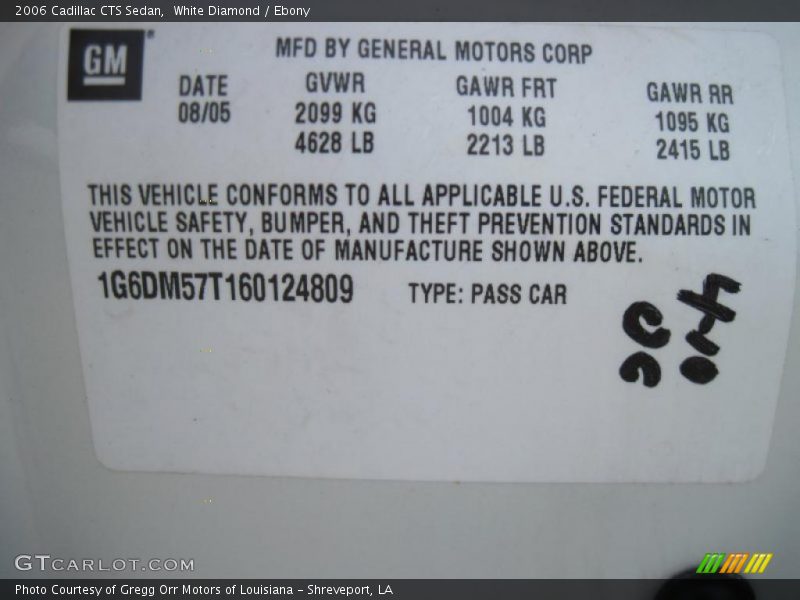 2006 Cadillac CTS Sedan, White Diamond / Ebony
GM
MFD BY GENERAL MOTORS CORP
DATE GVWR GAWR FRT GAWR RR
08/05 2099 KG 1004 KG 1095 KG
4628 LB 2213 LB 2415 LB
THIS VEHICLE CONFORMS TO ALL APPLICABLE U.S. FEDERAL MOTOR
VEHICLE SAFETY, BUMPER, AND THEFT PREVENTION STANDARDS IN
EFFECT ON THE DATE OF MANUFACTURE SHOWN ABOVE.
1G6DM57T160124809 TYPE: PASS CAR
GTCARLOT.COM
Photo Courtesy of Gregg Orr Motors of Louisiana - Shreveport, LA